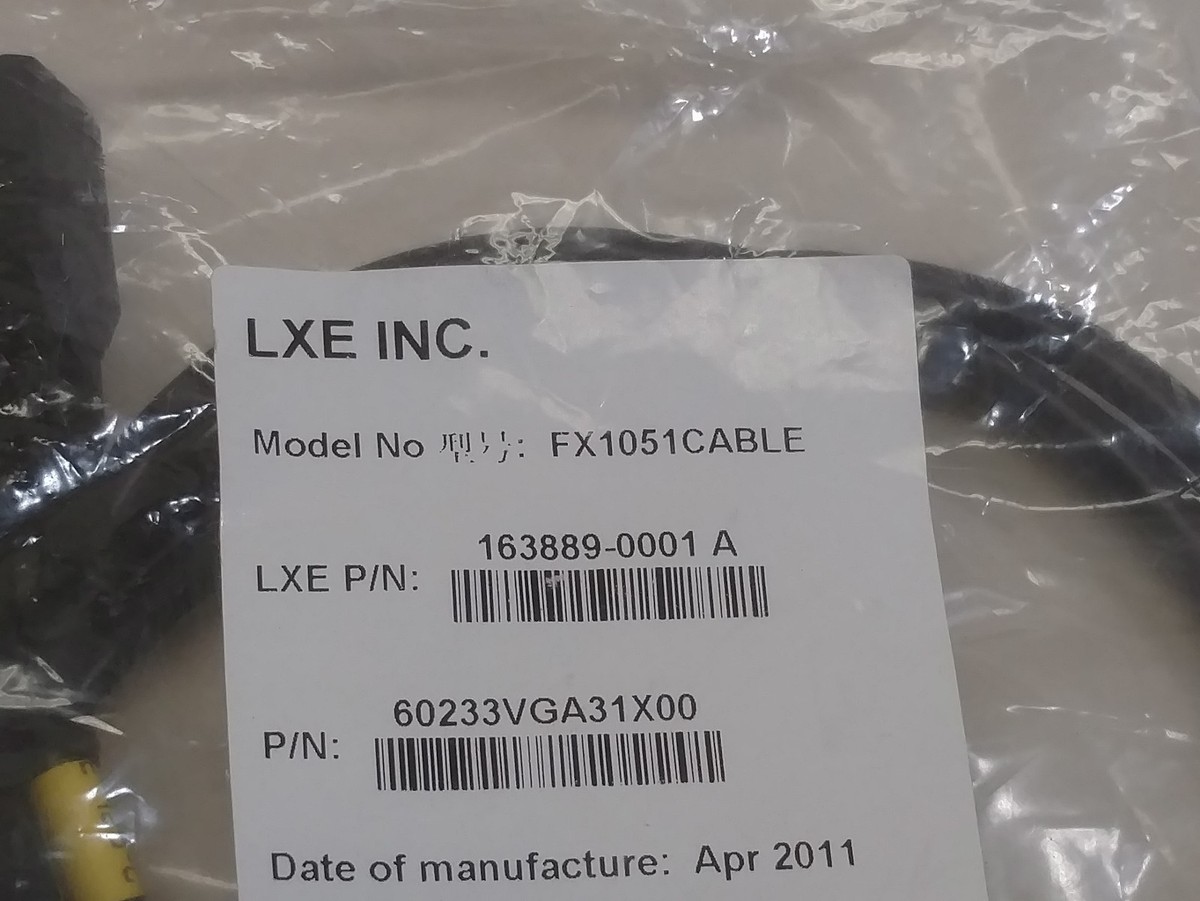 LXE INC.
Model No 型号: FX1051CABLE
163889-0001 A
LXE P/N:
60233VGA31X00
P/N:
Date of manufacture: Apr 2011